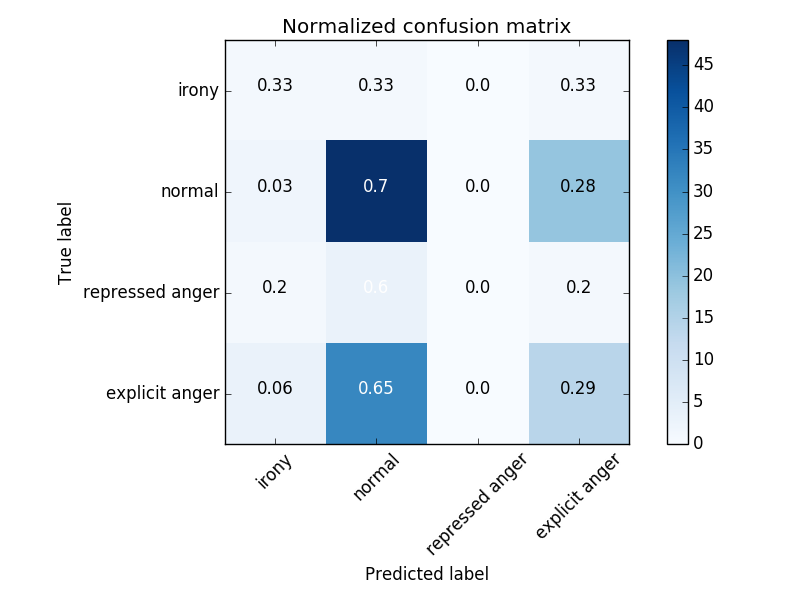 Normalized confusion matrix
irony 0.33 0.33 0.0 0.33
normal 0.03 0.7 0.0 0.28
repressed anger 0.2 0.6 0.0 0.2
explicit anger 0.06 0.65 0.0 0.29
irony normal repressed anger explicit anger
True label
Predicted label
45
40
35
30
25
20
15
10
5
0